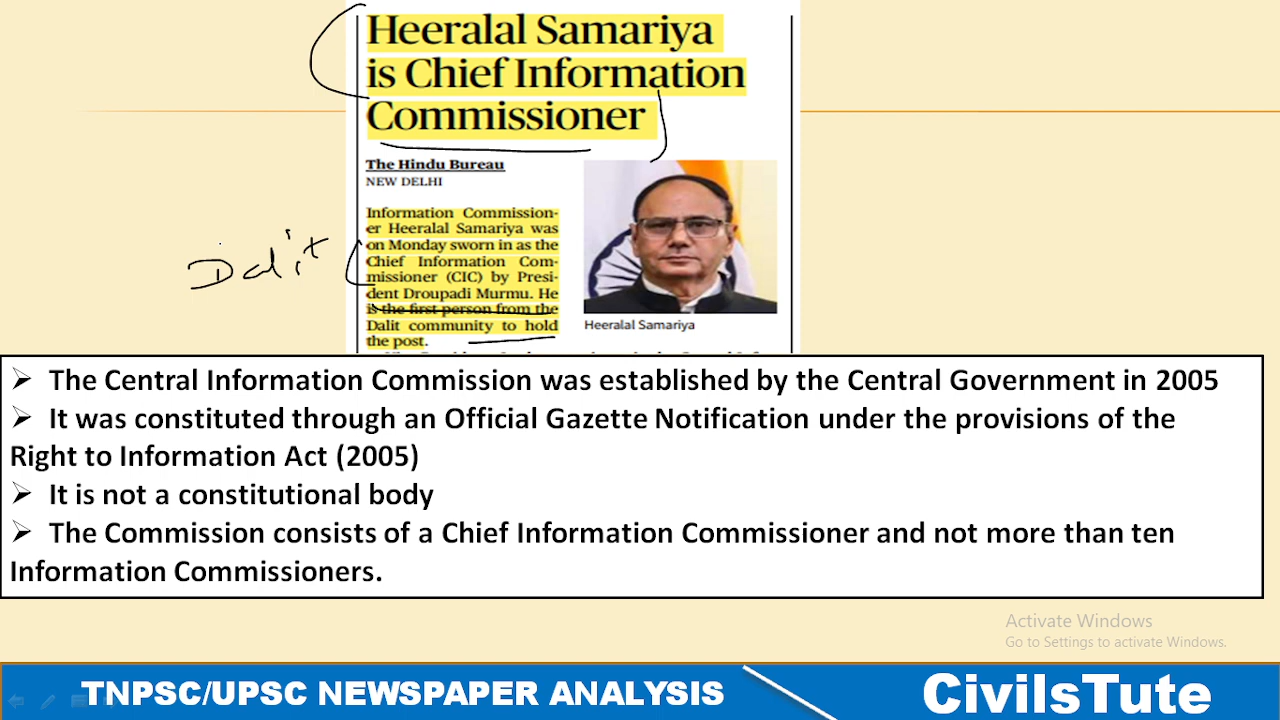 Heeralal Samariya
is Chief Information
Commissioner
The Hindu Bureau
NEW DELHI
Information Commission-
er Heeralal Samariya was
on Monday sworn in as the
Chief Information Com-
missioner (CIC) by Presi-
dent Droupadi Murmu. He
is the first person from the
Dalit community to hold
the post.
Dalit
Heeralal Samariya
➢ The Central Information Commission was established by the Central Government in 2005
➢ It was constituted through an Official Gazette Notification under the provisions of the
Right to Information Act (2005)
➢ It is not a constitutional body
➢ The Commission consists of a Chief Information Commissioner and not more than ten
Information Commissioners.
Activate Windows
Go to Settings to activate Windows.
TNPSC/UPSC NEWSPAPER ANALYSIS
CivilsTute